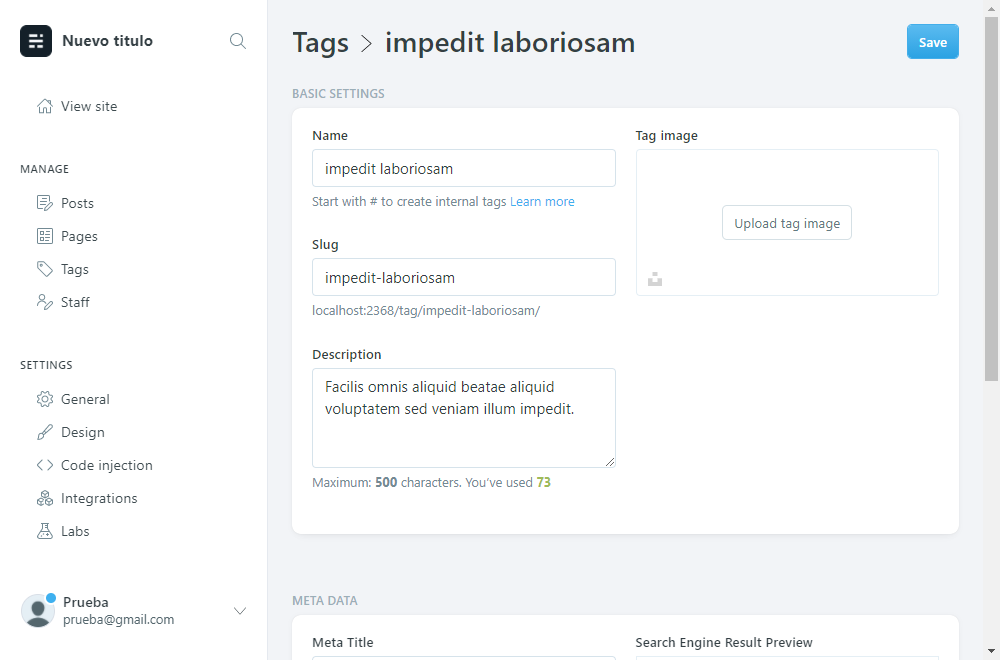 Nuevo titulo
View site
MANAGE
Posts
Pages
Tags
Staff
SETTINGS
General
Design
Code injection
Integrations
Labs
Prueba
prueba@gmail.com
Tags > impedit laboriosam
Save
BASIC SETTINGS
Name
impedit laboriosam
Start with # to create internal tags Learn more
Slug
impedit-laboriosam
localhost:2368/tag/impedit-laboriosam/
Description
Facilis omnis aliquid beatae aliquid
voluptatem sed veniam illum impedit.
Maximum: 500 characters. You’ve used 73
Tag image
Upload tag image
META DATA
Meta Title
Search Engine Result Preview